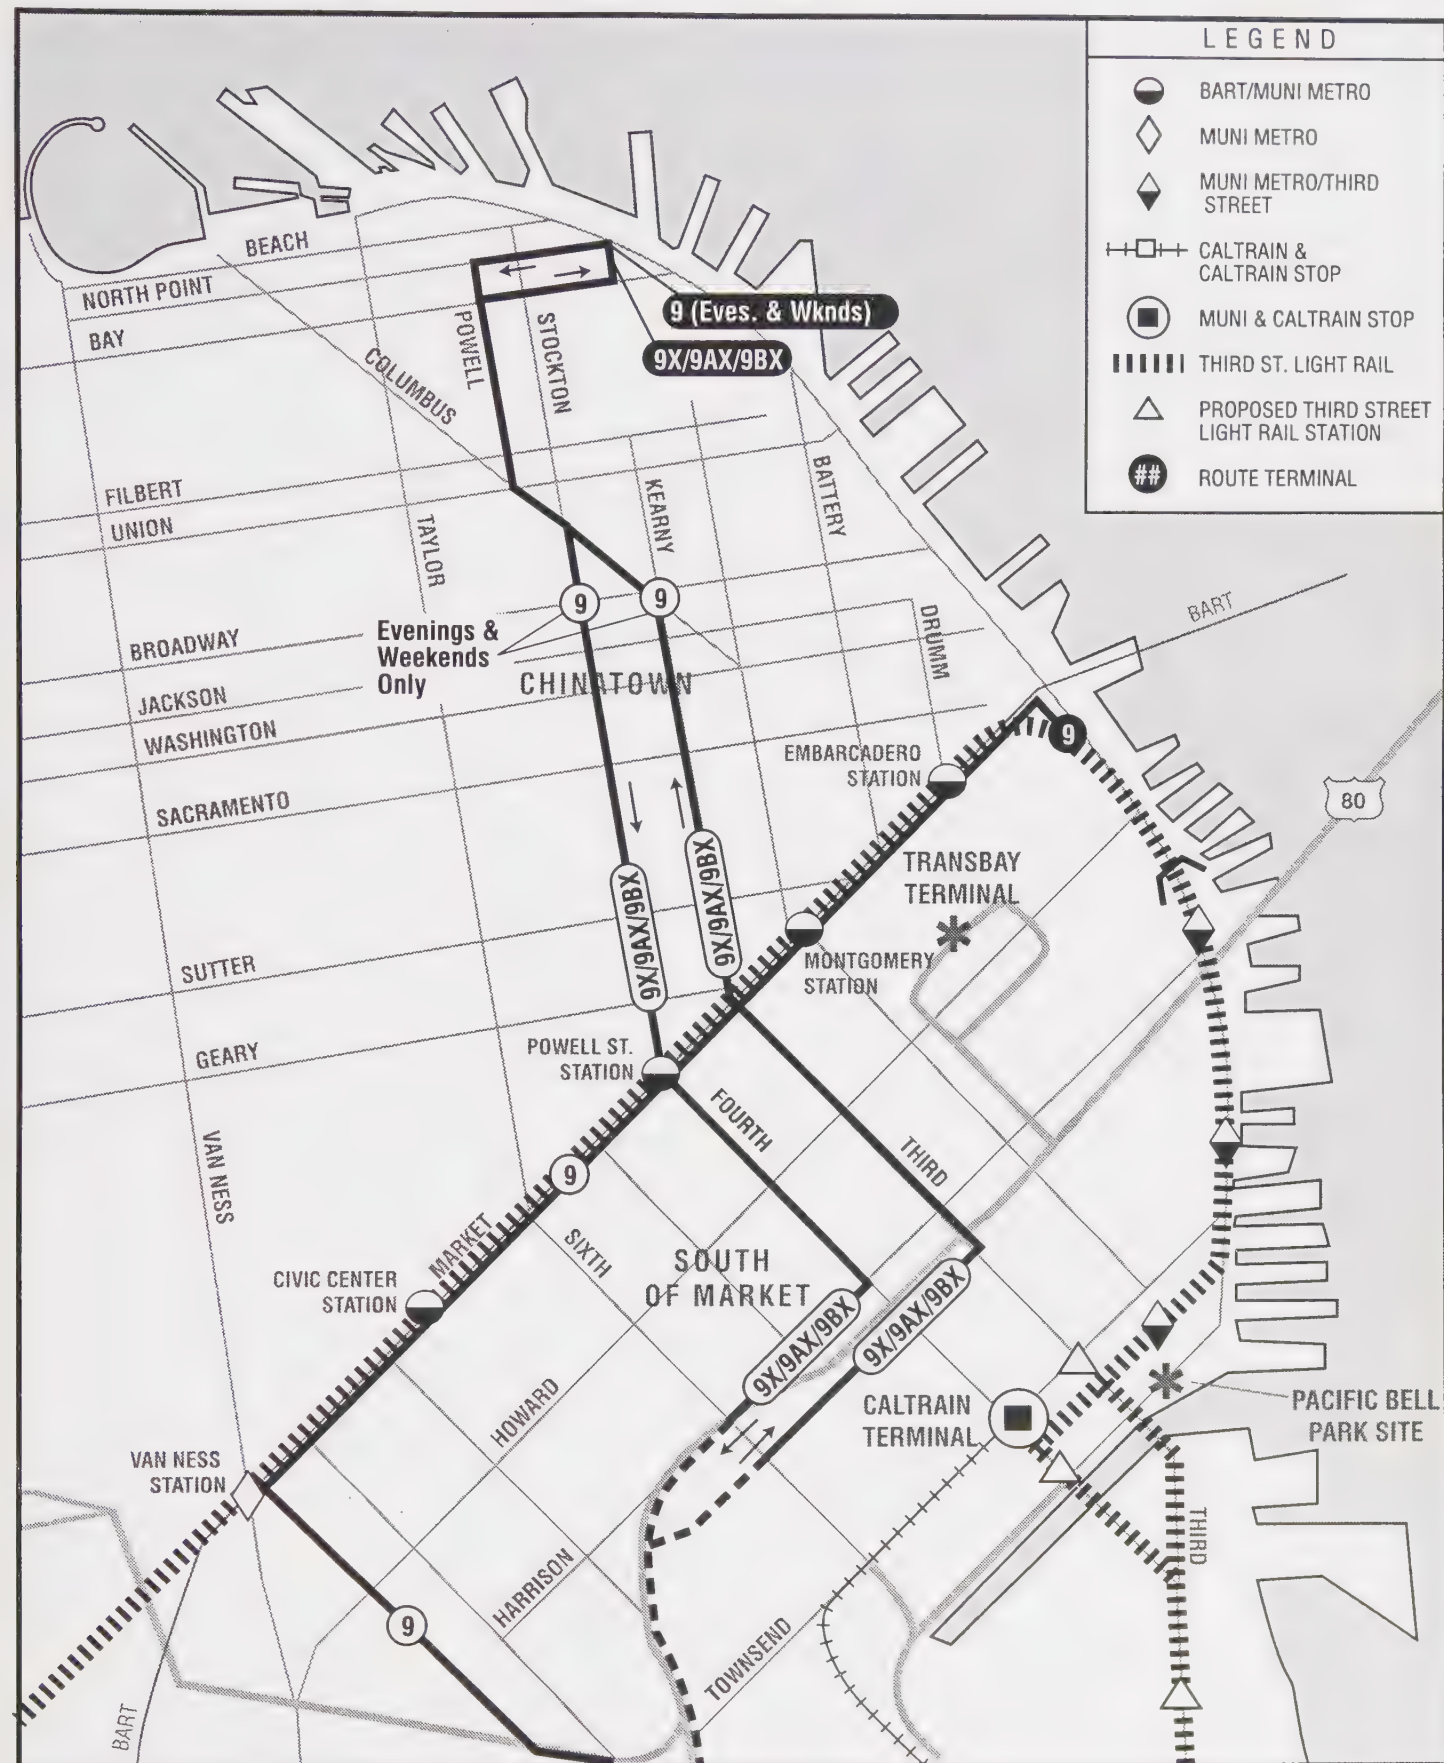 LEGEND
BART/MUNI METRO
MUNI METRO
MUNI METRO/THIRD
STREET
CALTRAIN &
CALTRAIN STOP
MUNI & CALTRAIN STOP
THIRD ST. LIGHT RAIL
PROPOSED THIRD STREET
LIGHT RAIL STATION
##
ROUTE TERMINAL
BEACH
NORTH POINT
BAY
COLUMBUS
POWELL
STOCKTON
9 (Eves. & Wknds)
9X/9AX/9BX
FILBERT
UNION
TAYLOR
KEARNY
BATTERY
DRUMM
BART
9
9
Evenings &
Weekends
Only
CHINATOWN
BROADWAY
JACKSON
WASHINGTON
SACRAMENTO
9
80
EMBARCADERO
STATION
TRANSBAY
TERMINAL
9X/9AX/9BX
9X/9AX/9BX
MONTGOMERY
STATION
SUTTER
GEARY
POWELL ST.
STATION
VAN NESS
FOURTH
THIRD
9
MARKET
SIXTH
SOUTH
OF MARKET
CIVIC CENTER
STATION
9X/9AX/9BX
9X/9AX/9BX
HOWARD
CALTRAIN
TERMINAL
PACIFIC BELL
PARK SITE
VAN NESS
STATION
HARRISON
THIRD
9
TOWNSEND
BART